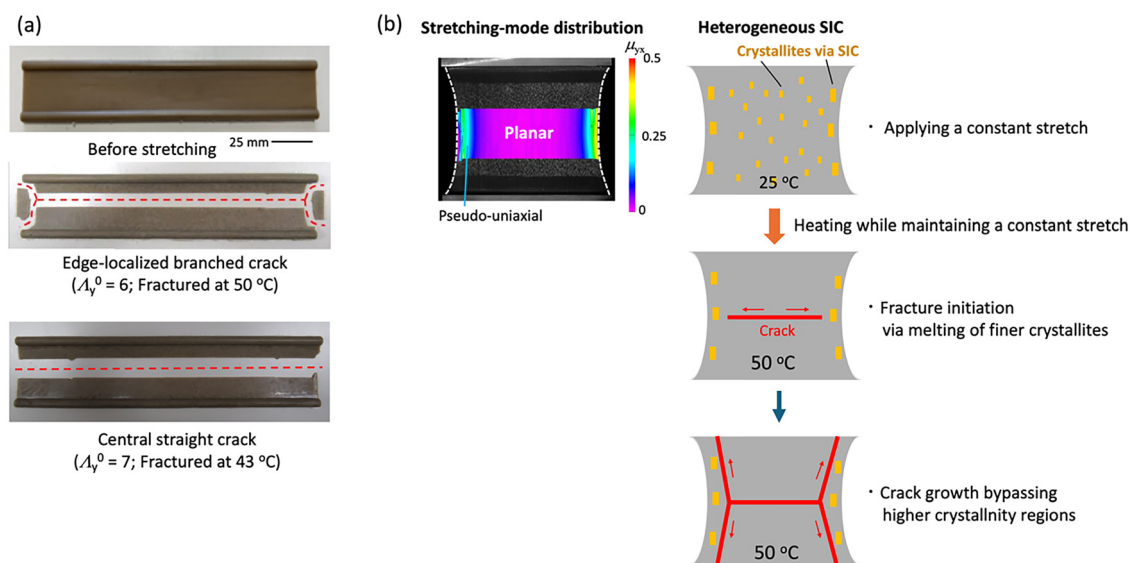 (a)
Before stretching
25 mm
Edge-localized branched crack
(Λy⁰ = 6; Fractured at 50 °C)
Central straight crack
(Λy⁰ = 7; Fractured at 43 °C)
(b)
Stretching-mode distribution
μyx
0.5
0.25
0
Planar
Pseudo-uniaxial
Heterogeneous SIC
Crystallites via SIC
25 °C
・ Applying a constant stretch
Heating while maintaining a constant stretch
Crack
50 °C
・ Fracture initiation
via melting of finer crystallites
50 °C
・ Crack growth bypassing
higher crystallnity regions